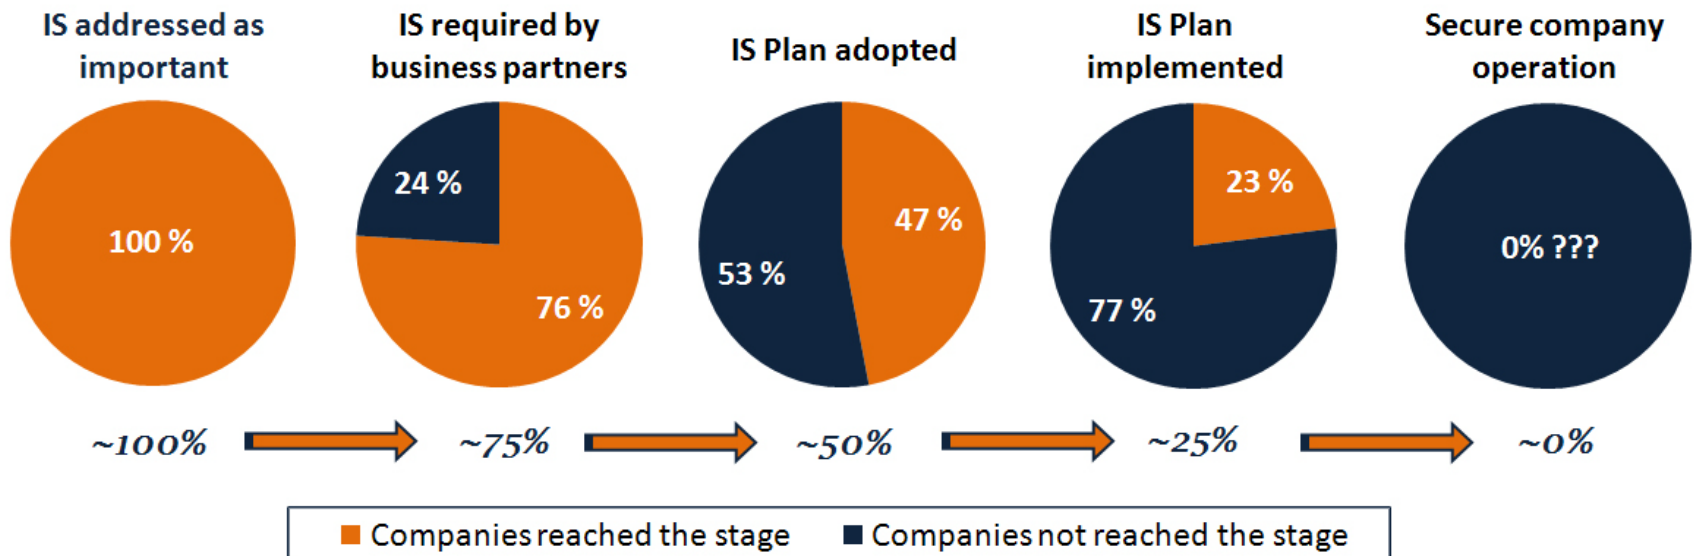 IS addressed as
important
IS required by
business partners
IS Plan adopted
IS Plan
implemented
Secure company
operation
100 %
24 %
76 %
47 %
53 %
23 %
77 %
0% ???
~100%
~75%
~50%
~25%
~0%
Companies reached the stage
Companies not reached the stage